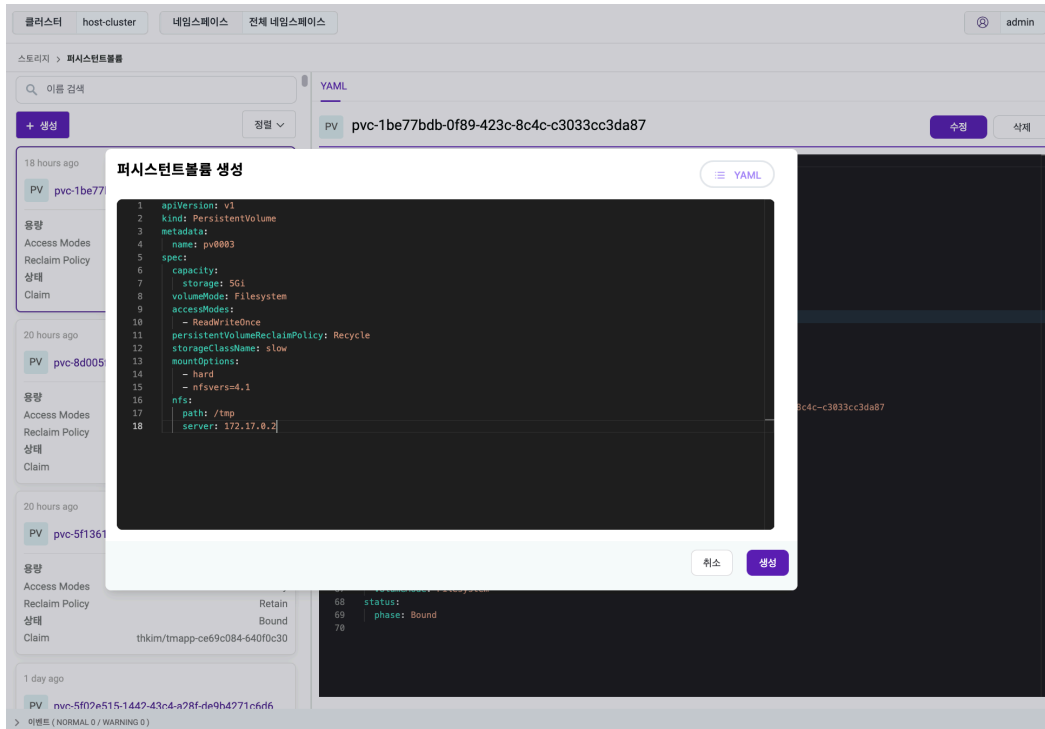 클러스터 host-cluster 네임스페이스 전체 네임스페이스 admin
스토리지 > 퍼시스턴트볼륨
이름 검색
+ 생성 정렬
YAML
PV pvc-1be77bdb-0f89-423c-8c4c-c3033cc3da87 수정 삭제
18 hours ago
PV pvc-1be77
용량
Access Modes
Reclaim Policy
상태
Claim
20 hours ago
PV pvc-8d005
용량
Access Modes
Reclaim Policy
상태
Claim
20 hours ago
PV pvc-5f1361
용량
Access Modes
Reclaim Policy Retain
상태 Bound
Claim thkim/tmapp-ce69c084-640f0c30
1 day ago
PV pvc-5f02e515-1442-43c4-a28f-de9b4271c6d6
퍼시스턴트볼륨 생성 YAML
1 apiVersion: v1
2 kind: PersistentVolume
3 metadata:
4 name: pv0003
5 spec:
6 capacity:
7 storage: 5Gi
8 volumeMode: Filesystem
9 accessModes:
10 - ReadWriteOnce
11 persistentVolumeReclaimPolicy: Recycle
12 storageClassName: slow
13 mountOptions:
14 - hard
15 - nfsvers=4.1
16 nfs:
17 path: /tmp
18 server: 172.17.0.2
취소 생성
8c4c-c3033cc3da87
68 status:
69 phase: Bound
70
> 이벤트 ( NORMAL 0 / WARNING 0 )